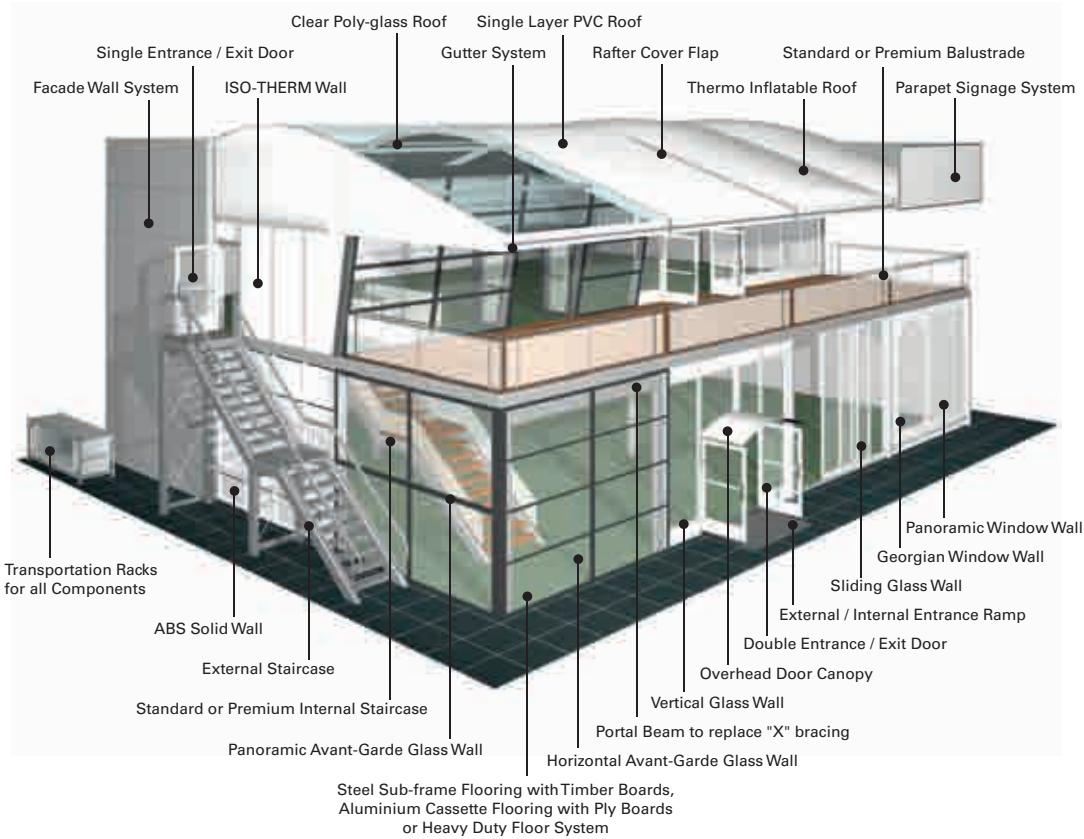 Clear Poly-glass Roof
Single Layer PVC Roof
Single Entrance / Exit Door
Gutter System
Rafter Cover Flap
Standard or Premium Balustrade
Facade Wall System
ISO-THERM Wall
Thermo Inflatable Roof
Parapet Signage System
Panoramic Window Wall
Georgian Window Wall
Transportation Racks
for all Components
Sliding Glass Wall
External / Internal Entrance Ramp
ABS Solid Wall
Double Entrance / Exit Door
External Staircase
Overhead Door Canopy
Vertical Glass Wall
Standard or Premium Internal Staircase
Portal Beam to replace "X" bracing
Panoramic Avant-Garde Glass Wall
Horizontal Avant-Garde Glass Wall
Steel Sub-frame Flooring with Timber Boards,
Aluminium Cassette Flooring with Ply Boards
or Heavy Duty Floor System